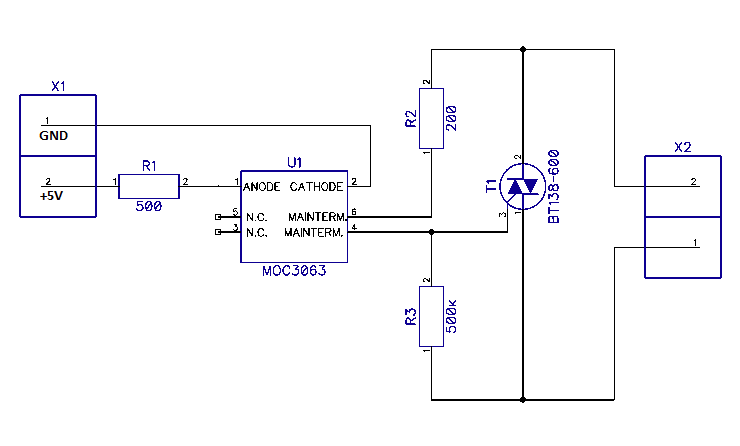 X1
1
GND
2
+5V
R1
1
2
500
U1
1
ANODE
CATHODE
2
5
N.C.
MAINTERM.
6
3
N.C.
MAINTERM.
4
MOC3063
2
R2
200
1
2
T1
BT138-600
3
1
2
R3
500к
1
X2
2
1